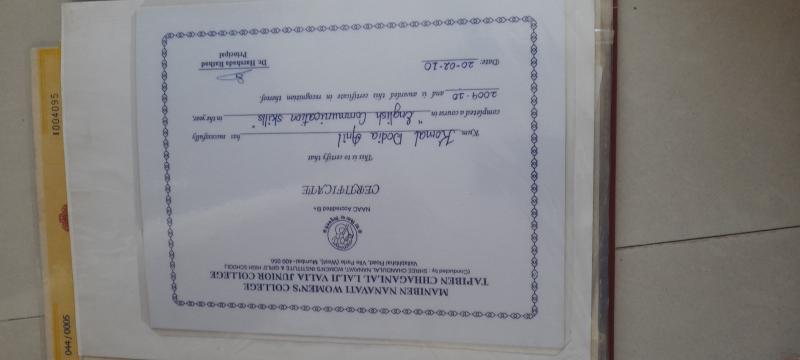 MANIBEN NANAVATI WOMEN'S COLLEGE
TAPIBEN CHHAGANLAL LALJI VALIA JUNIOR COLLEGE
(Conducted by : SHREE CHANDULAL NANAVATI WOMEN'S INSTITUTE & GIRLS' HIGH SCHOOL)
Vallabhbhai Road, Vile Parle (West), Mumbai-400 056.
NAAC Accredited B+
CERTIFICATE
This is to certify that
Kum. Komal Dodia has successfully
completed a course in "English Communication Skills" in the year,
2009-10 and is awarded this certificate in recognition thereof.
Date: 20-02-10
Dr. Harshada Rathod
Principal
1004095
044 / 0005